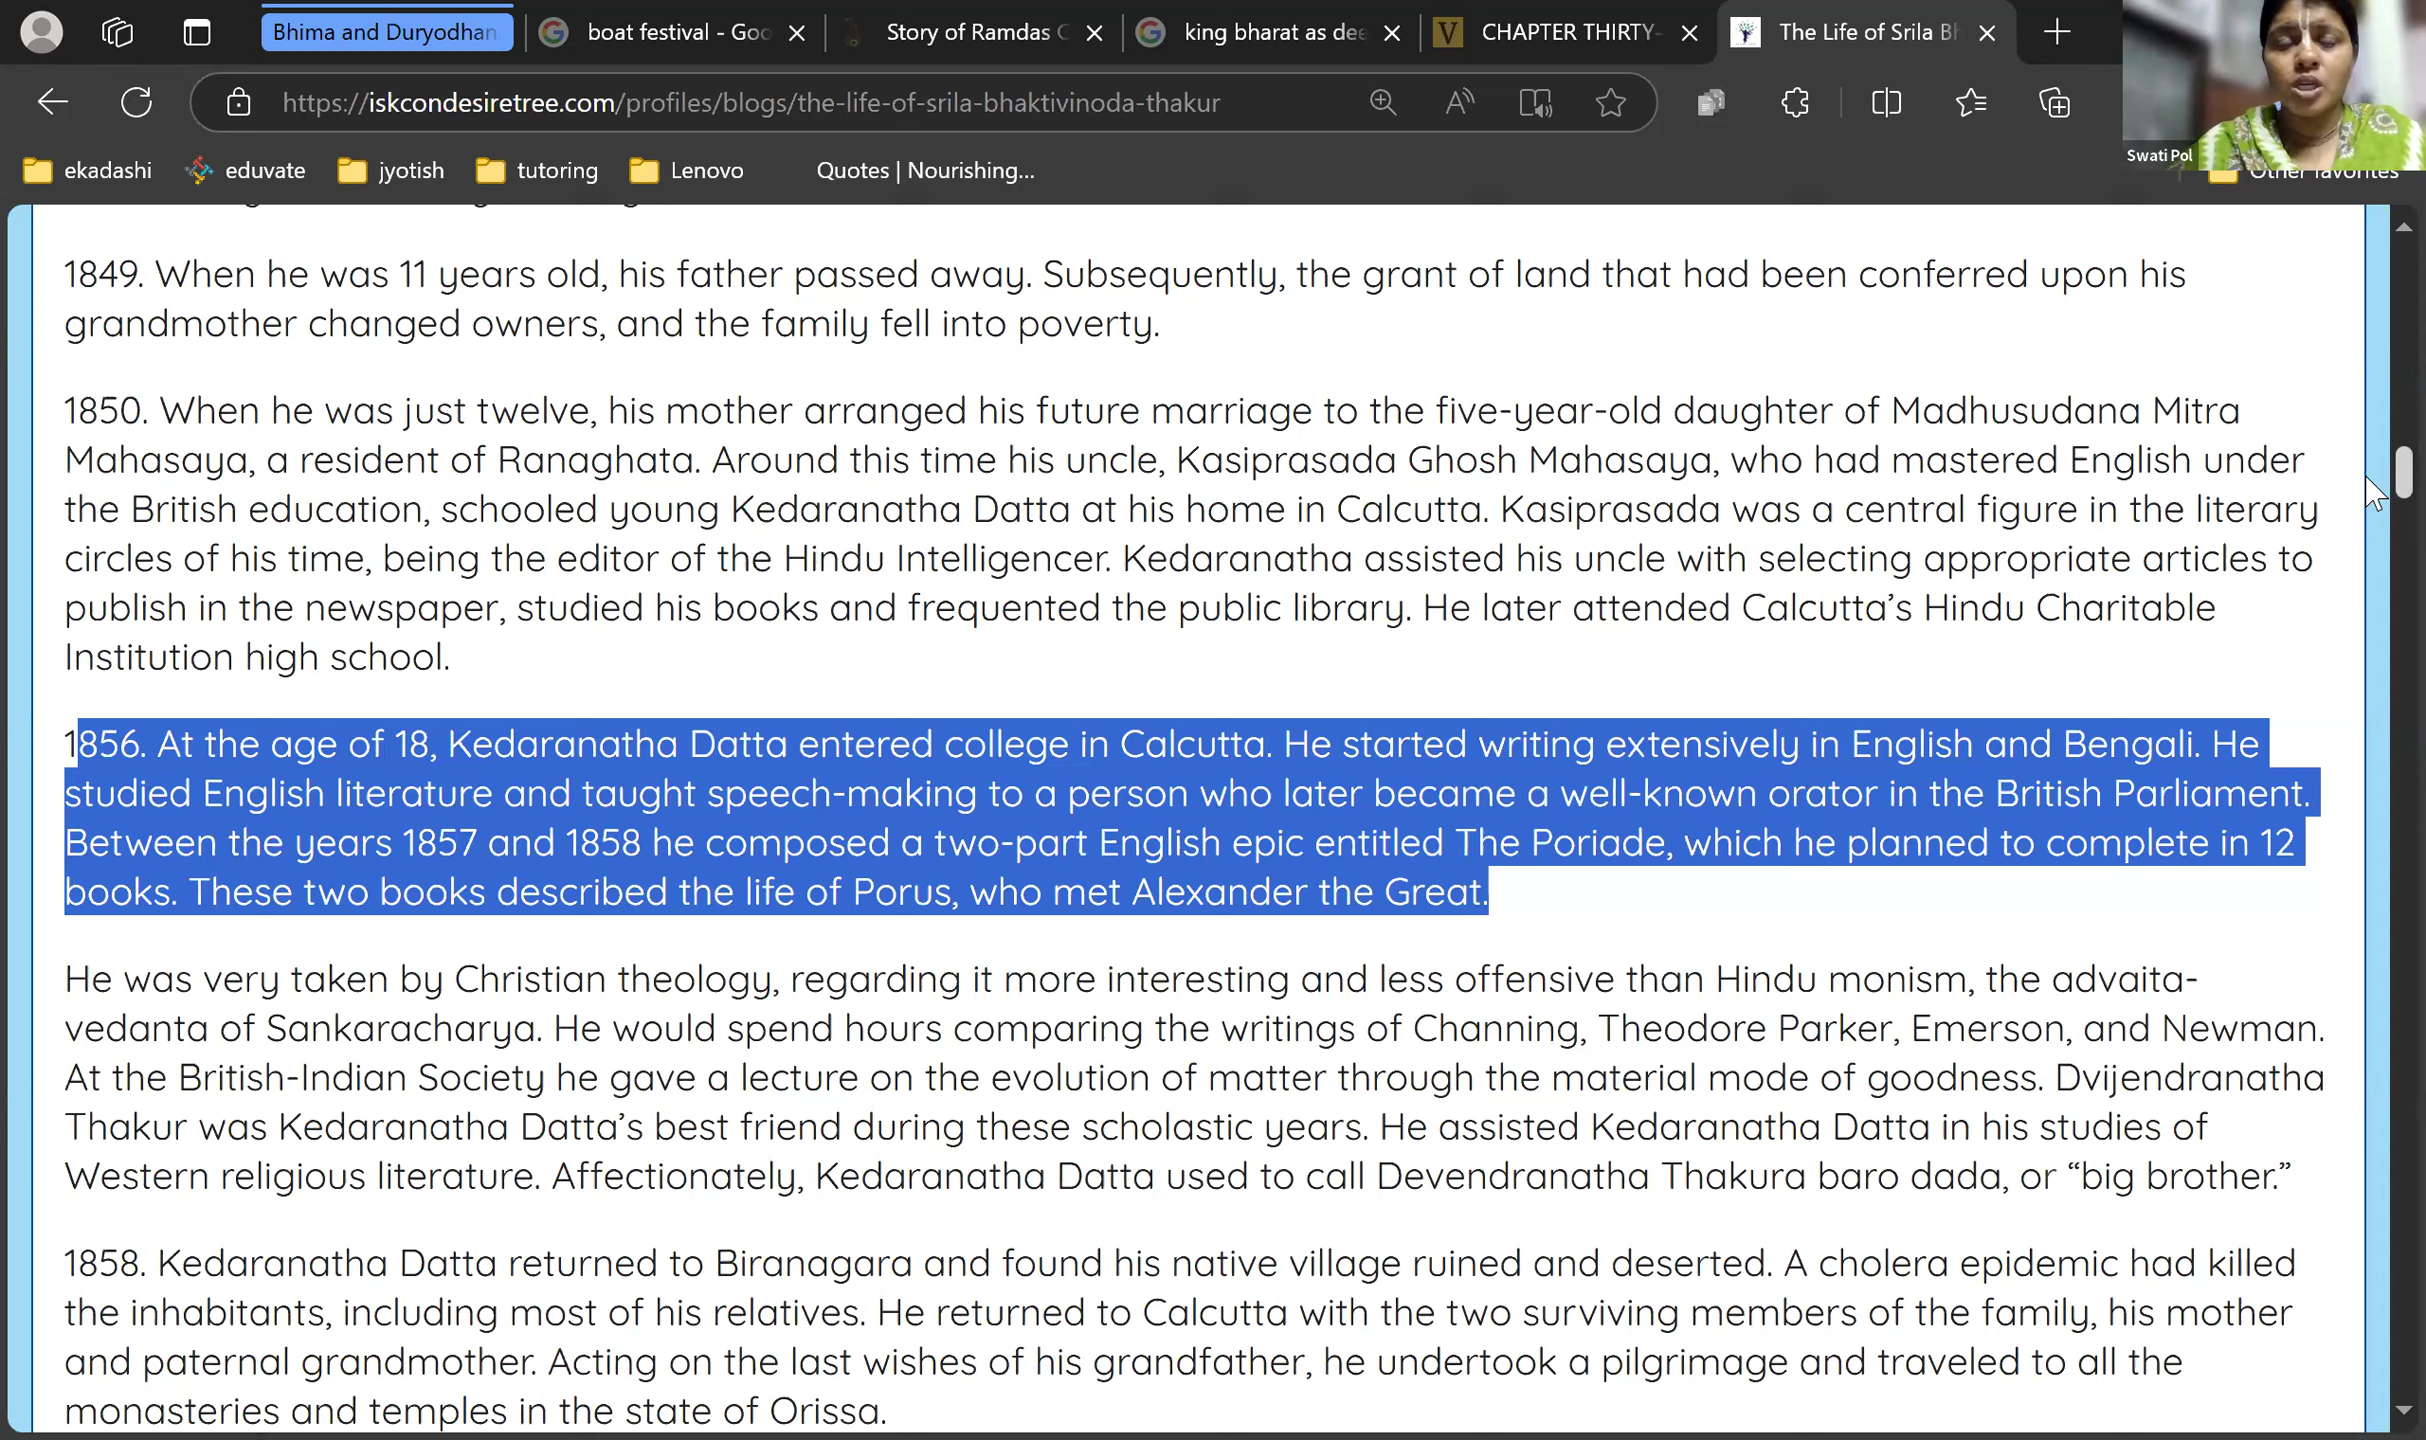 Bhima and Duryodhan
boat festival - Goo
Story of Ramdas
king bharat as dee
CHAPTER THIRTY-
The Life of Srila Bh
https://iskcondesiretree.com/profiles/blogs/the-life-of-srila-bhaktivinoda-thakur
Swati Pol
ekadashi
eduvate
jyotish
tutoring
Lenovo
Quotes | Nourishing...
Other favorites
1849. When he was 11 years old, his father passed away. Subsequently, the grant of land that had been conferred upon his
grandmother changed owners, and the family fell into poverty.
1850. When he was just twelve, his mother arranged his future marriage to the five-year-old daughter of Madhusudana Mitra
Mahasaya, a resident of Ranaghata. Around this time his uncle, Kasiprasada Ghosh Mahasaya, who had mastered English under
the British education, schooled young Kedaranatha Datta at his home in Calcutta. Kasiprasada was a central figure in the literary
circles of his time, being the editor of the Hindu Intelligencer. Kedaranatha assisted his uncle with selecting appropriate articles to
publish in the newspaper, studied his books and frequented the public library. He later attended Calcutta’s Hindu Charitable
Institution high school.
1856. At the age of 18, Kedaranatha Datta entered college in Calcutta. He started writing extensively in English and Bengali. He
studied English literature and taught speech-making to a person who later became a well-known orator in the British Parliament.
Between the years 1857 and 1858 he composed a two-part English epic entitled The Poriade, which he planned to complete in 12
books. These two books described the life of Porus, who met Alexander the Great.
He was very taken by Christian theology, regarding it more interesting and less offensive than Hindu monism, the advaita-
vedanta of Sankaracharya. He would spend hours comparing the writings of Channing, Theodore Parker, Emerson, and Newman.
At the British-Indian Society he gave a lecture on the evolution of matter through the material mode of goodness. Dvijendranatha
Thakur was Kedaranatha Datta’s best friend during these scholastic years. He assisted Kedaranatha Datta in his studies of
Western religious literature. Affectionately, Kedaranatha Datta used to call Devendranatha Thakura baro dada, or “big brother.”
1858. Kedaranatha Datta returned to Biranagara and found his native village ruined and deserted. A cholera epidemic had killed
the inhabitants, including most of his relatives. He returned to Calcutta with the two surviving members of the family, his mother
and paternal grandmother. Acting on the last wishes of his grandfather, he undertook a pilgrimage and traveled to all the
monasteries and temples in the state of Orissa.